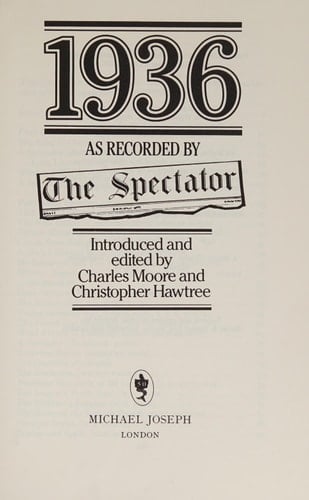 1936
AS RECORDED BY
The Spectator
Introduced and
edited by
Charles Moore and
Christopher Hawtree
MICHAEL JOSEPH
LONDON